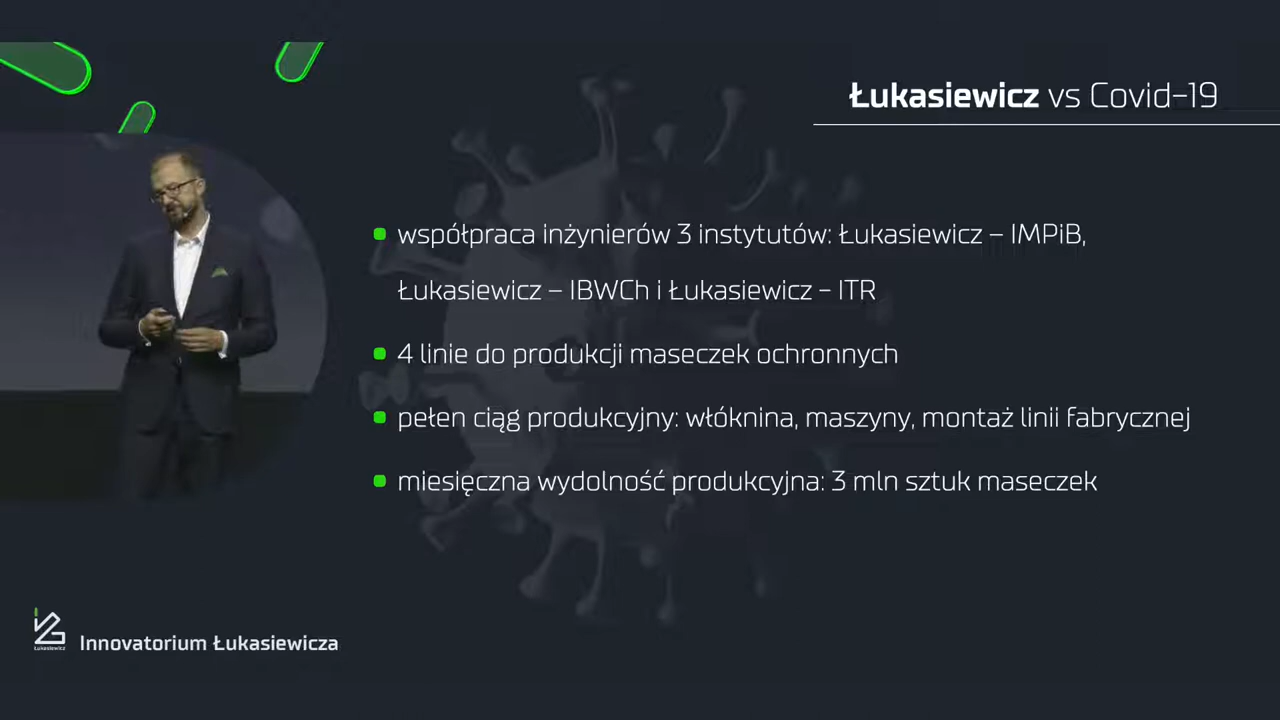 Łukasiewicz vs Covid-19
współpraca inżynierów 3 instytutów: Łukasiewicz – IMPiB,
Łukasiewicz – IBWCh i Łukasiewicz - ITR
4 linie do produkcji maseczek ochronnych
pełen ciąg produkcyjny: włóknina, maszyny, montaż linii fabrycznej
miesięczna wydolność produkcyjna: 3 mln sztuk maseczek
Łukasiewicz
Innovatorium Łukasiewicza